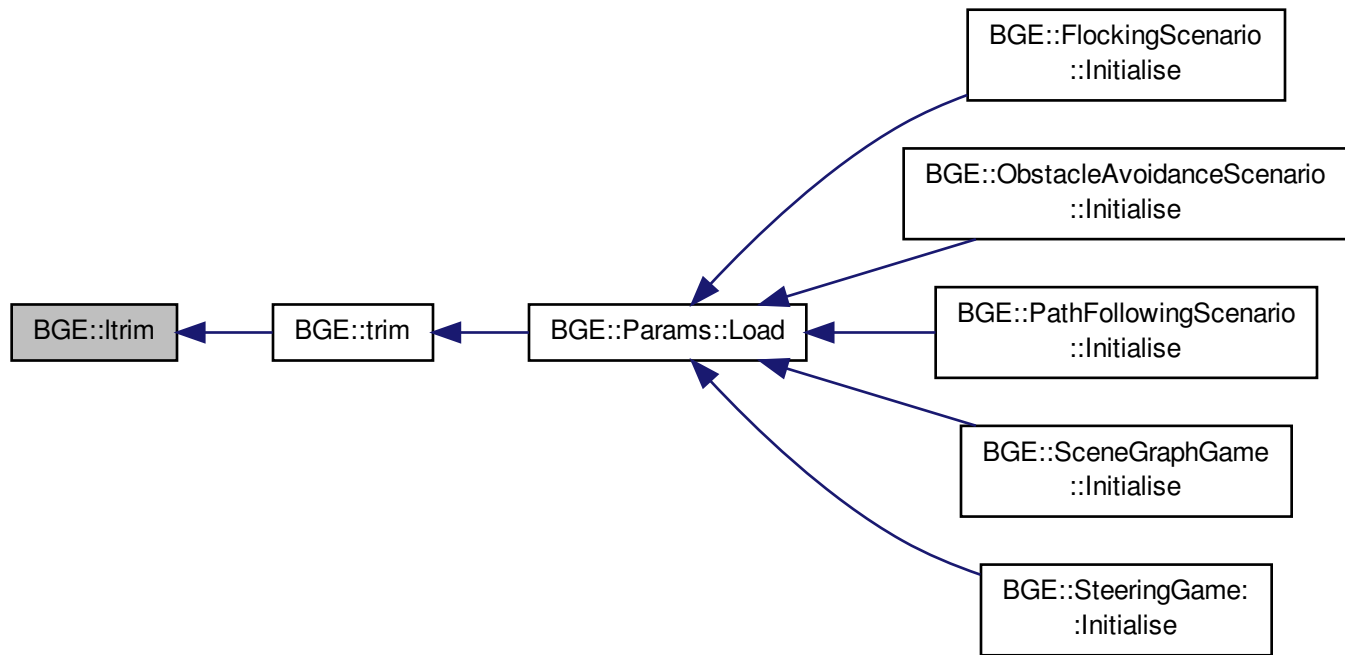 BGE::FlockingScenario
::Initialise
BGE::ObstacleAvoidanceScenario
::Initialise
BGE::ltrim
BGE::trim
BGE::Params::Load
BGE::PathFollowingScenario
::Initialise
BGE::SceneGraphGame
::Initialise
BGE::SteeringGame:
:Initialise